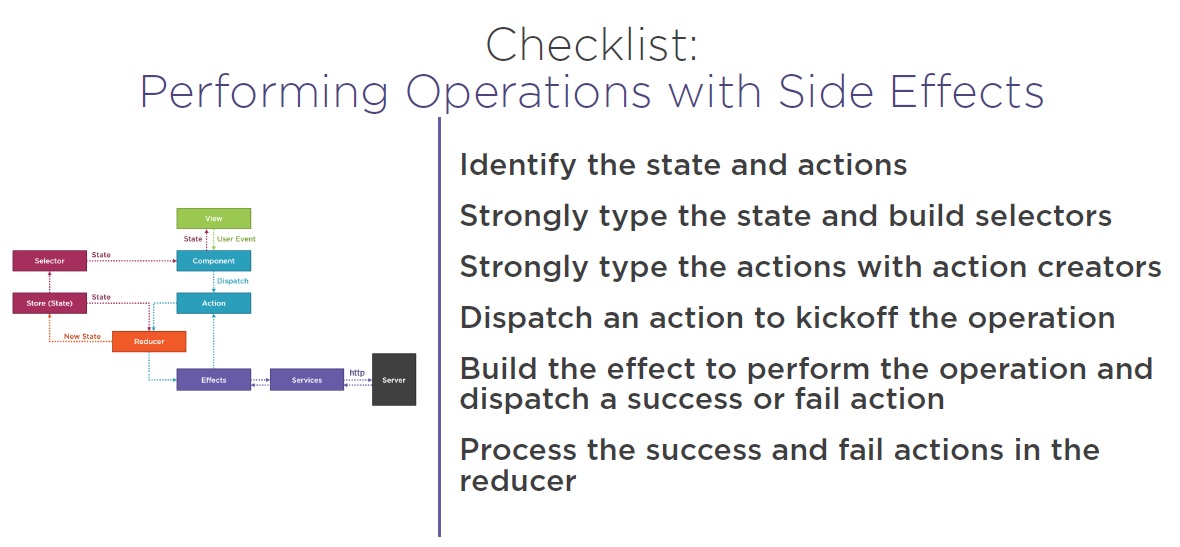 Checklist:
Performing Operations with Side Effects
View
State
User Event
Selector
State
Component
Dispatch
Store (State)
State
Action
New State
Reducer
Effects
Services
http
Server
Identify the state and actions
Strongly type the state and build selectors
Strongly type the actions with action creators
Dispatch an action to kickoff the operation
Build the effect to perform the operation and
dispatch a success or fail action
Process the success and fail actions in the
reducer